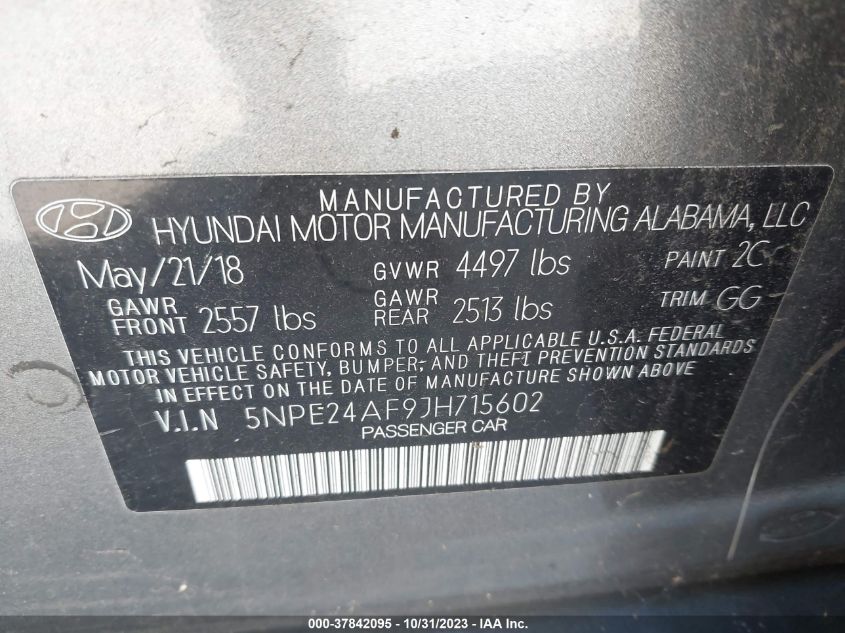 MANUFACTURED BY
HYUNDAI MOTOR MANUFACTURING ALABAMA, LLC
May/21/18 GVWR 4497 lbs PAINT 2C
GAWR FRONT 2557 lbs GAWR REAR 2513 lbs TRIM GG
THIS VEHICLE CONFORMS TO ALL APPLICABLE U.S.A. FEDERAL
MOTOR VEHICLE SAFETY, BUMPER, AND THEFT PREVENTION STANDARDS
IN EFFECT ON THE DATE OF MANUFACTURE SHOWN ABOVE.
V.I.N 5NPE24AF9JH715602
PASSENGER CAR
000-37842095 - 10/31/2023 - IAA Inc.